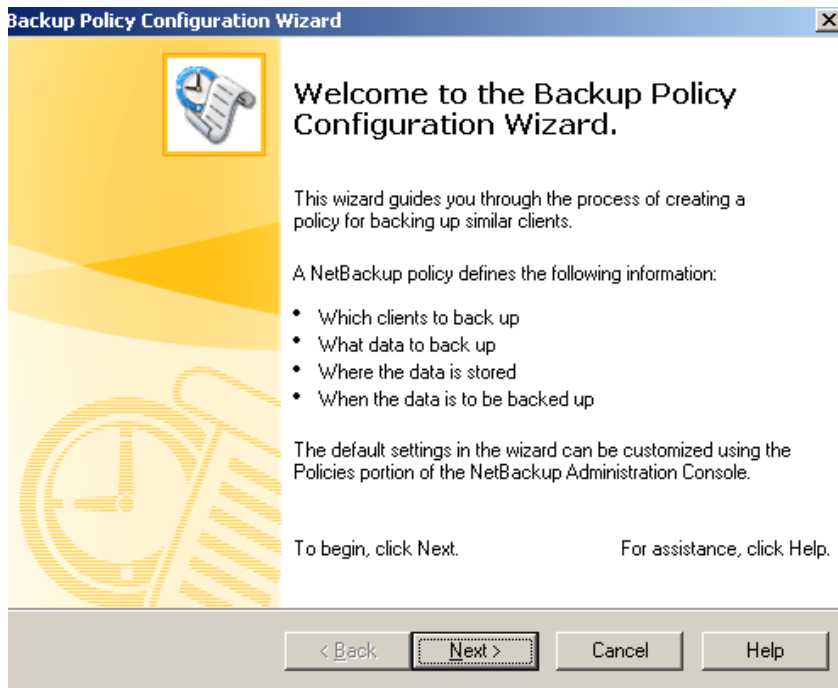 Backup Policy Configuration Wizard
Welcome to the Backup Policy
Configuration Wizard.
This wizard guides you through the process of creating a
policy for backing up similar clients.
A NetBackup policy defines the following information:
• Which clients to back up
• What data to back up
• Where the data is stored
• When the data is to be backed up
The default settings in the wizard can be customized using the
Policies portion of the NetBackup Administration Console.
To begin, click Next. For assistance, click Help.
< Back Next > Cancel Help